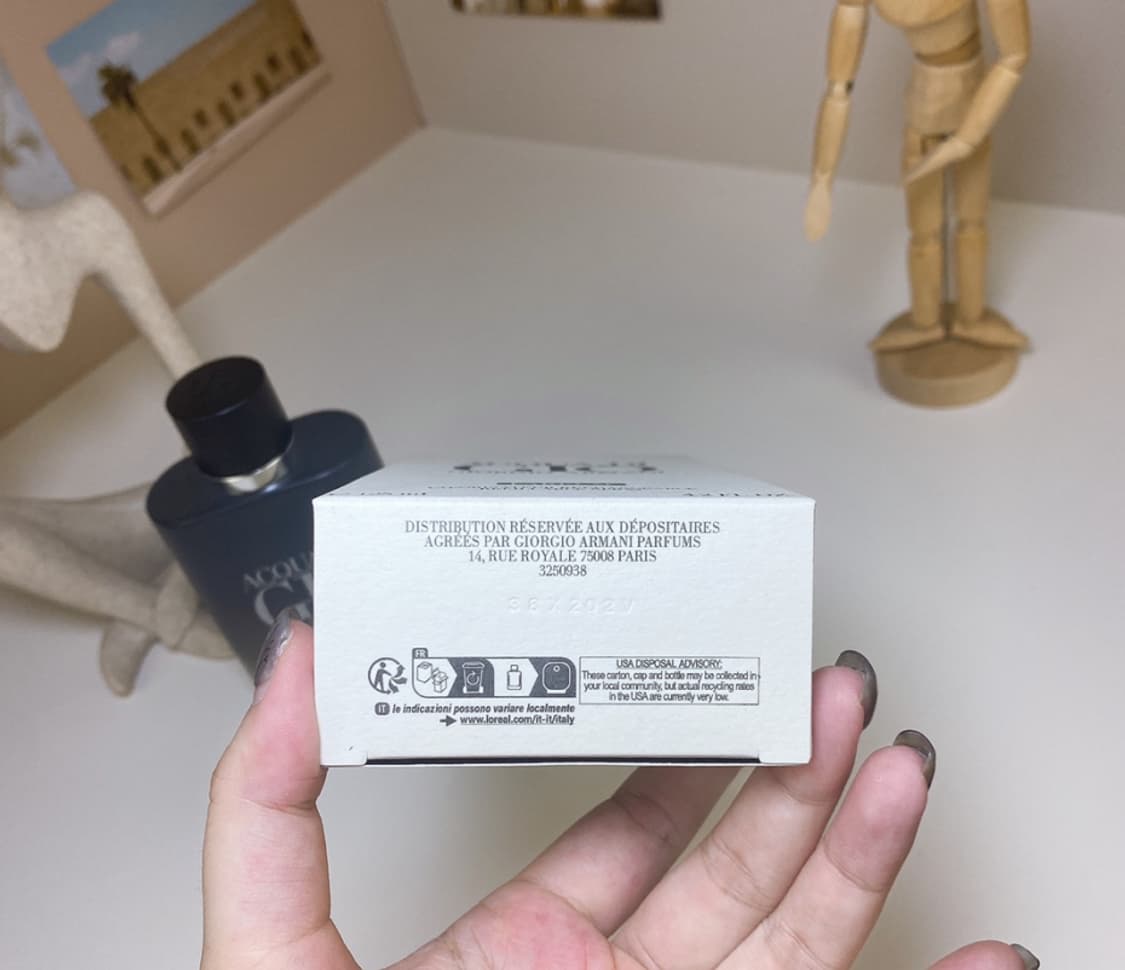 DISTRIBUTION RÉSERVÉE AUX DÉPOSITAIRES
AGRÉÉS PAR GIORGIO ARMANI PARFUMS
14, RUE ROYALE 75008 PARIS
3250938
38X202V
FR
USA DISPOSAL ADVISORY:
These carton, cap and bottle may be collected in
your local community, but actual recycling rates
in the USA are currently very low.
IT le indicazioni possono variare localmente
www.loreal.com/it-it/italy